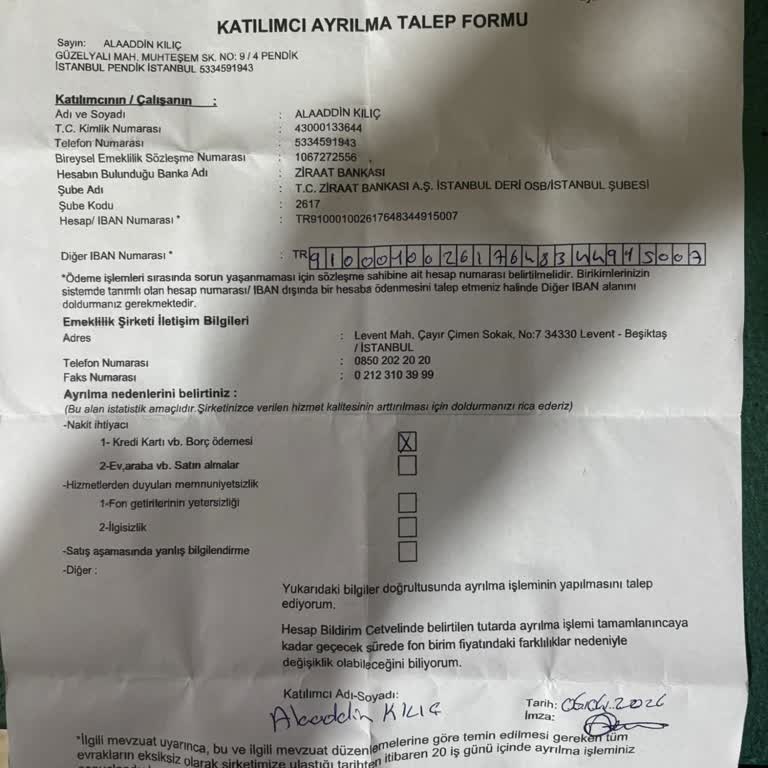 KATILIMCI AYRILMA TALEP FORMU
Sayın: ALAADDİN KILIÇ
GÜZELYALI MAH. MUHTEŞEM SK. NO: 9 / 4 PENDİK
İSTANBUL PENDİK İSTANBUL 5334591943
Katılımcının / Çalışanın :
Adı ve Soyadı : ALAADDİN KILIÇ
T.C. Kimlik Numarası : 43000133644
Telefon Numarası : 5334591943
Bireysel Emeklilik Sözleşme Numarası : 1067272556
Hesabın Bulunduğu Banka Adı : ZİRAAT BANKASI
Şube Adı : T.C. ZİRAAT BANKASI A.Ş. İSTANBUL DERİ OSB/İSTANBUL ŞUBESİ
Şube Kodu : 2617
Hesap/ IBAN Numarası * : TR910001002617648344915007
Diğer IBAN Numarası * : TR 910001002617648344915007
*Ödeme işlemleri sırasında sorun yaşanmaması için sözleşme sahibine ait hesap numarası belirtilmelidir. Birikimlerinizin
sistemde tanımlı olan hesap numarası/ IBAN dışında bir hesaba ödenmesini talep etmeniz halinde Diğer IBAN alanını
doldurmanız gerekmektedir.
Emeklilik Şirketi İletişim Bilgileri
Adres : Levent Mah. Çayır Çimen Sokak, No:7 34330 Levent - Beşiktaş
/ İSTANBUL
Telefon Numarası : 0850 202 20 20
Faks Numarası : 0 212 310 39 99
Ayrılma nedenlerini belirtiniz :
(Bu alan istatistik amaçlıdır.Şirketinizce verilen hizmet kalitesinin arttırılması için doldurmanızı rica ederiz)
-Nakit ihtiyacı
1- Kredi Kartı vb. Borç ödemesi X
2-Ev,araba vb. Satın almalar
-Hizmetlerden duyulan memnuniyetsizlik
1-Fon getirilerinin yetersizliği
2-İlgisizlik
-Satış aşamasında yanlış bilgilendirme
-Diğer :
Yukarıdaki bilgiler doğrultusunda ayrılma işleminin yapılmasını talep
ediyorum.
Hesap Bildirim Cetvelinde belirtilen tutarda ayrılma işlemi tamamlanıncaya
kadar geçecek sürede fon birim fiyatındaki farklılıklar nedeniyle
değişiklik olabileceğini biliyorum.
Katılımcı Adı-Soyadı:
Alaaddin KILIÇ
Tarih: 06.04.2026
İmza:
*İlgili mevzuat uyarınca, bu ve ilgili mevzuat düzenlemelerine göre temin edilmesi gereken tüm
evrakların eksiksiz olarak şirketimize ulaştığı tarihten itibaren 20 iş günü içinde ayrılma işleminiz